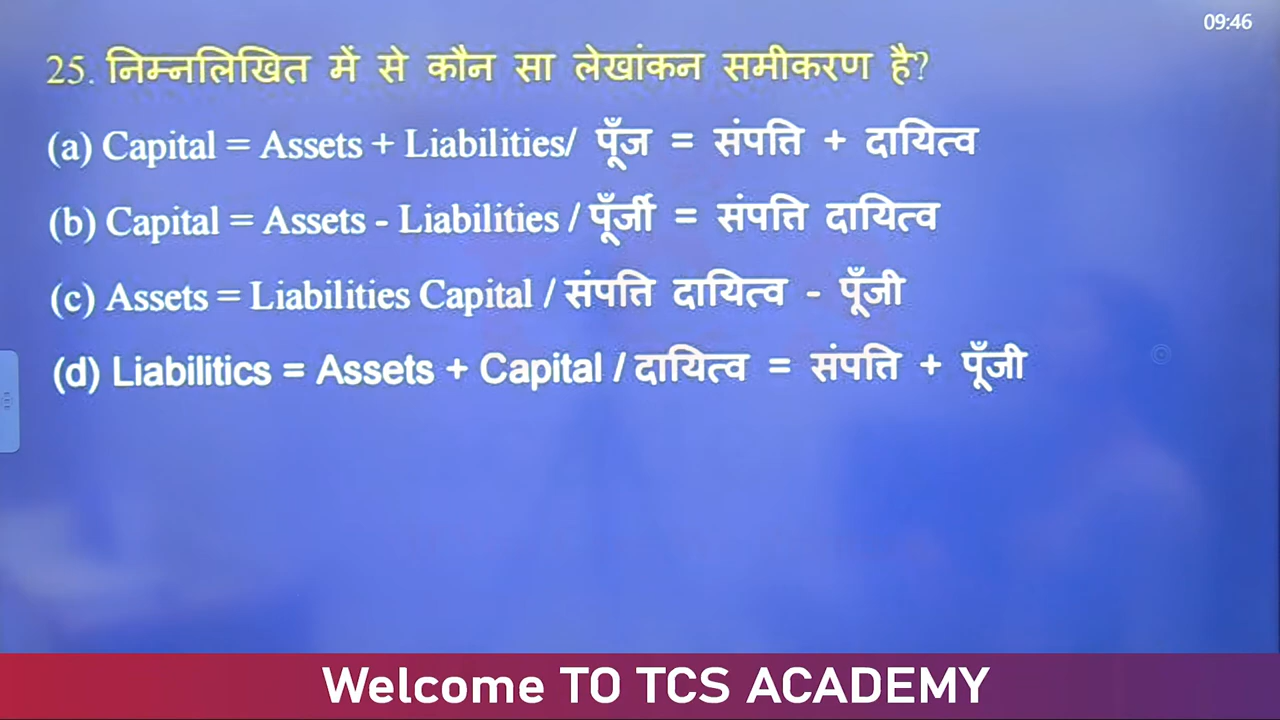 09:46
25. निम्नलिखित में से कौन सा लेखांकन समीकरण है?
(a) Capital = Assets + Liabilities/ पूँज = संपत्ति + दायित्व
(b) Capital = Assets - Liabilities / पूँर्जी = संपत्ति दायित्व
(c) Assets = Liabilities Capital / संपत्ति दायित्व - पूँजी
(d) Liabilitics = Assets + Capital / दायित्व = संपत्ति + पूँजी
Welcome TO TCS ACADEMY